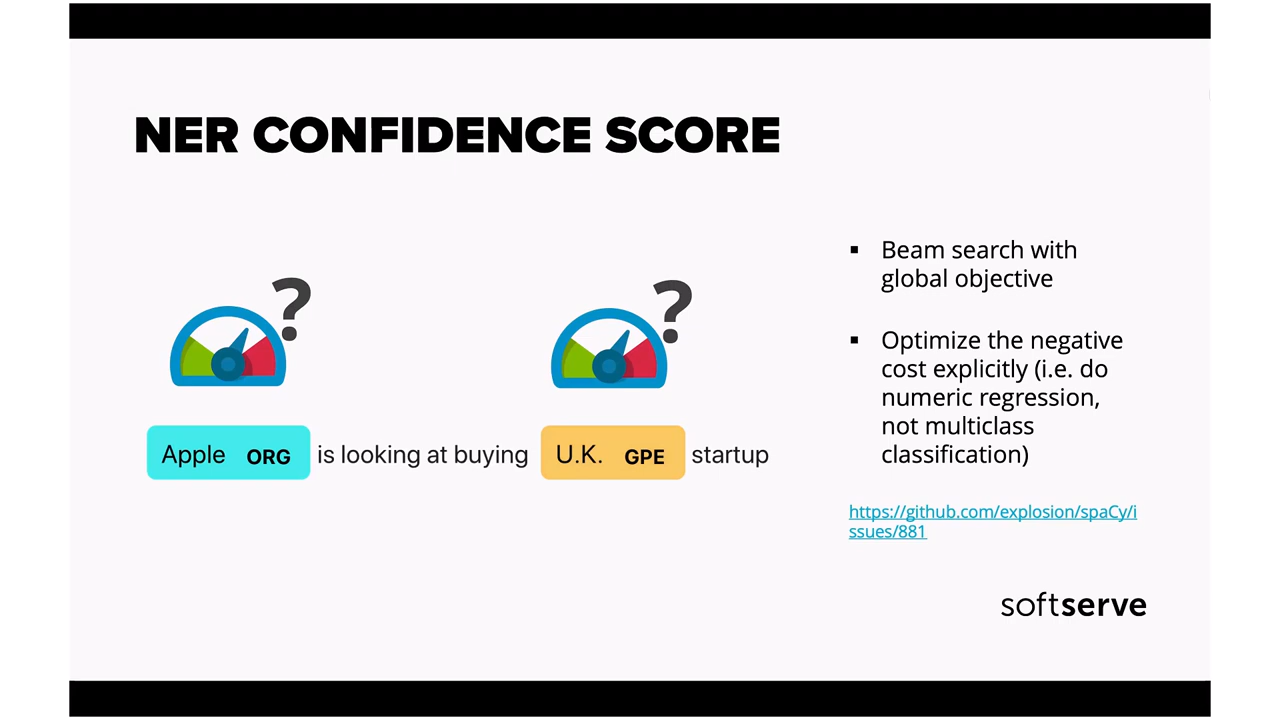 NER CONFIDENCE SCORE
? ?
Apple ORG is looking at buying U.K. GPE startup
▪ Beam search with
global objective
▪ Optimize the negative
cost explicitly (i.e. do
numeric regression,
not multiclass
classification)
https://github.com/explosion/spaCy/i
ssues/881
softserve